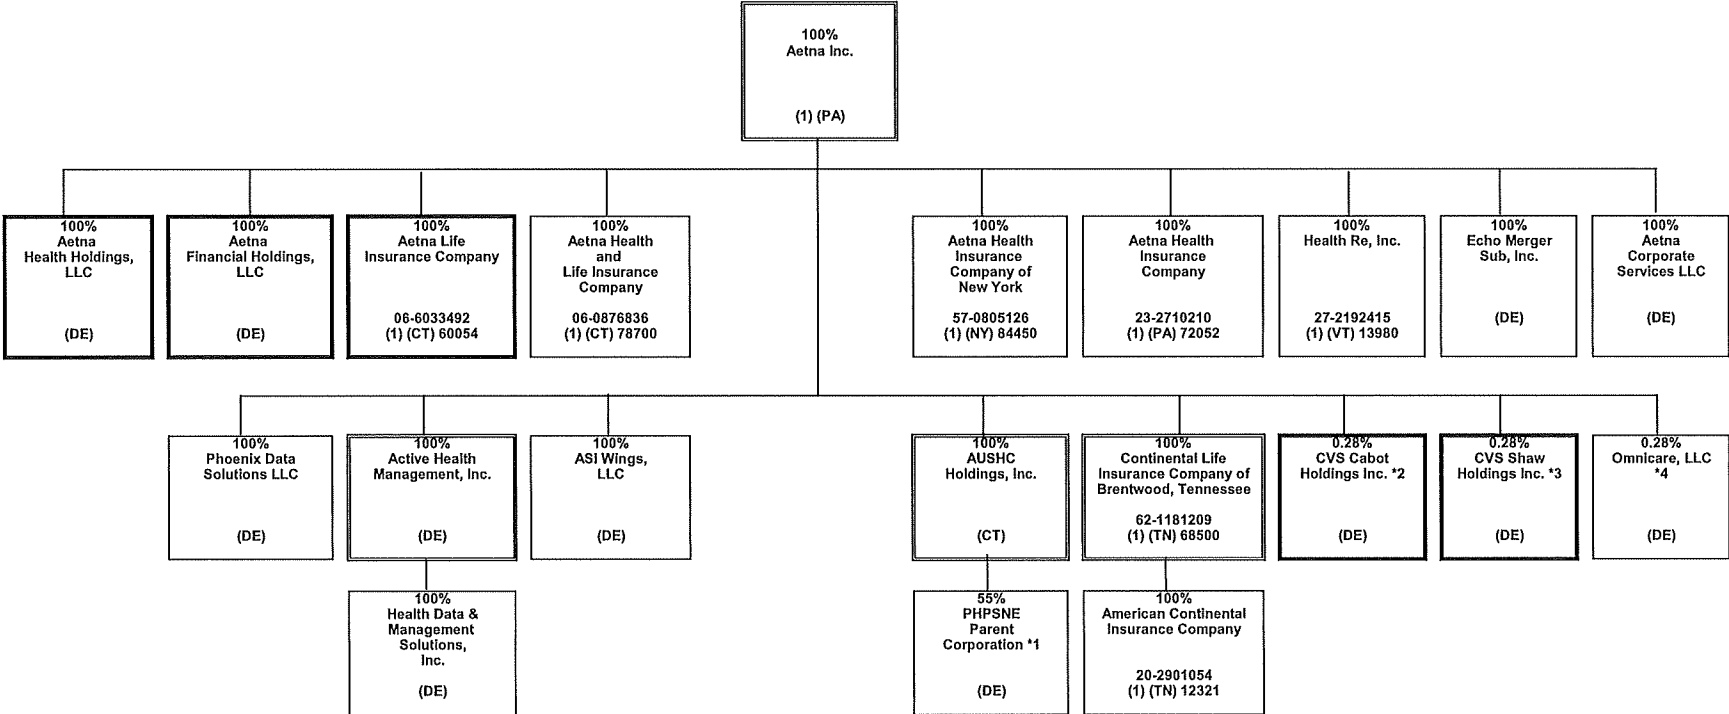 100%
Aetna Inc.
(1) (PA)
100%
Aetna
Health Holdings,
LLC
(DE)
100%
Aetna
Financial Holdings,
LLC
(DE)
100%
Aetna Life
Insurance Company
06-6033492
(1) (CT) 60054
100%
Aetna Health
and
Life Insurance
Company
06-0876836
(1) (CT) 78700
100%
Aetna Health
Insurance
Company of
New York
57-0805126
(1) (NY) 84450
100%
Aetna Health
Insurance
Company
23-2710210
(1) (PA) 72052
100%
Health Re, Inc.
27-2192415
(1) (VT) 13980
100%
Echo Merger
Sub, Inc.
(DE)
100%
Aetna
Corporate
Services LLC
(DE)
100%
Phoenix Data
Solutions LLC
(DE)
100%
Active Health
Management, Inc.
(DE)
100%
ASI Wings,
LLC
(DE)
100%
AUSHC
Holdings, Inc.
(CT)
100%
Continental Life
Insurance Company of
Brentwood, Tennessee
62-1181209
(1) (TN) 68500
0.28%
CVS Cabot
Holdings Inc. *2
(DE)
0.28%
CVS Shaw
Holdings Inc. *3
(DE)
0.28%
Omnicare, LLC
*4
(DE)
100%
Health Data &
Management
Solutions,
Inc.
(DE)
55%
PHPSNE
Parent
Corporation *1
(DE)
100%
American Continental
Insurance Company
20-2901054
(1) (TN) 12321